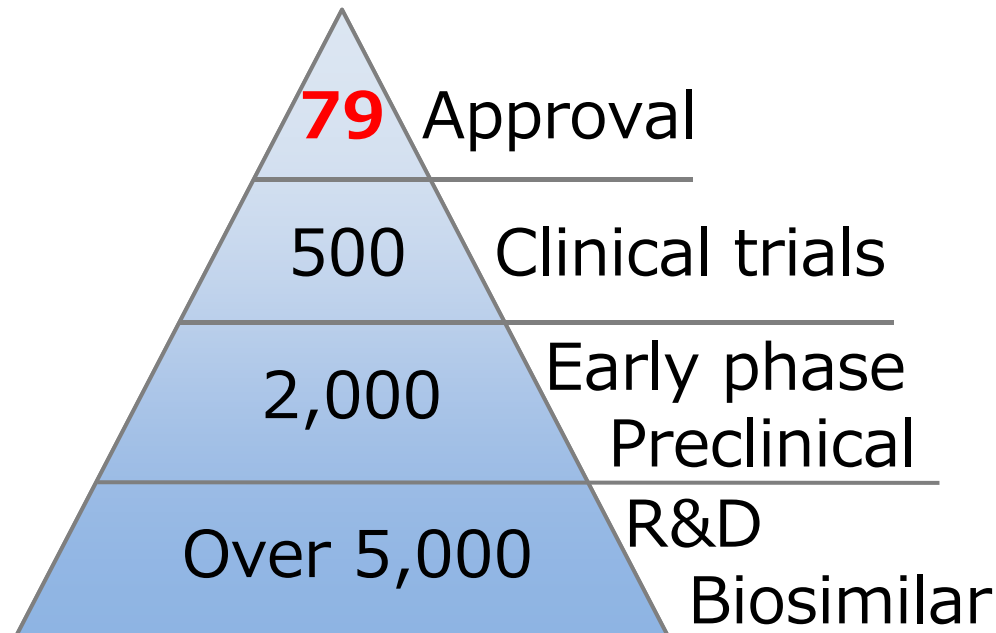 79 Approval
500 Clinical trials
2,000 Early phase
Preclinical
Over 5,000 R&D
Biosimilar